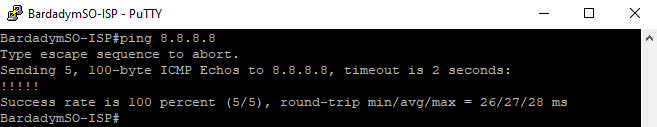 BardadymSO-ISP - PuTTY
BardadymSO-ISP#ping 8.8.8.8
Type escape sequence to abort.
Sending 5, 100-byte ICMP Echos to 8.8.8.8, timeout is 2 seconds:
!!!!!
Success rate is 100 percent (5/5), round-trip min/avg/max = 26/27/28 ms
BardadymSO-ISP#